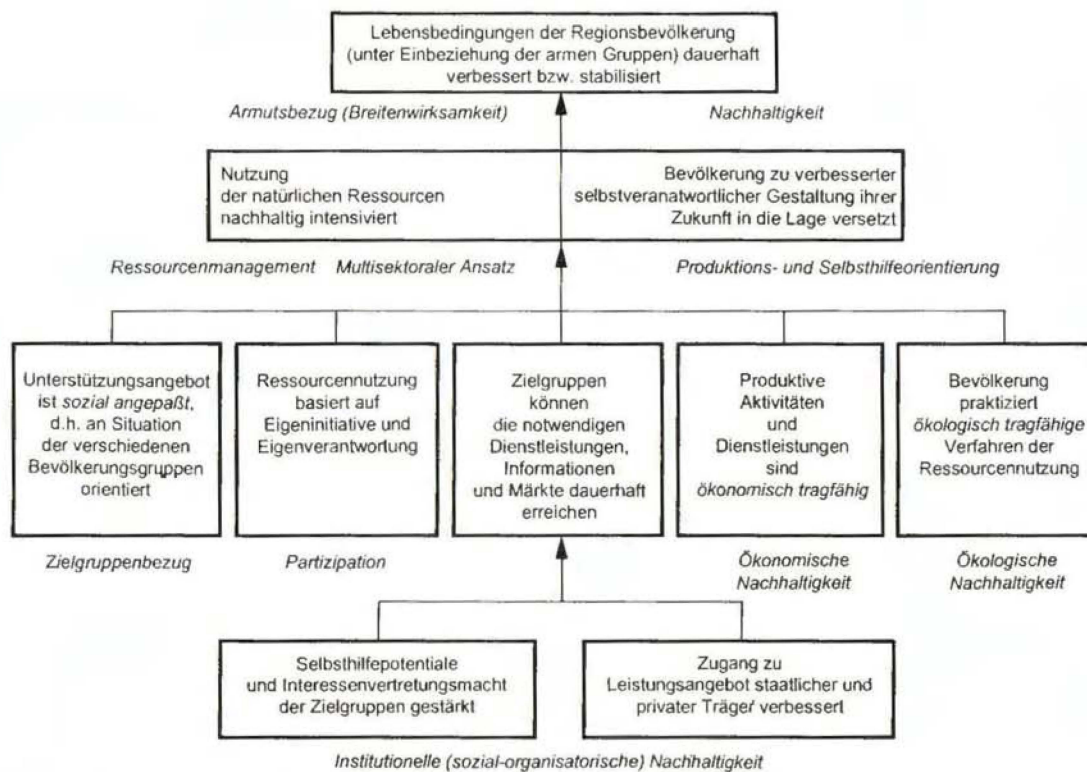 Lebensbedingungen der Regionsbevölkerung
(unter Einbeziehung der armen Gruppen) dauerhaft
verbessert bzw. stabilisiert
Armutsbezug (Breitenwirksamkeit)
Nachhaltigkeit
Nutzung
der natürlichen Ressourcen
nachhaltig intensiviert
Bevölkerung zu verbesserter
selbstveranatwortlicher Gestaltung ihrer
Zukunft in die Lage versetzt
Ressourcenmanagement
Multisektoraler Ansatz
Produktions- und Selbsthilfeorientierung
Unterstützungsangebot
ist sozial angepaßt,
d.h. an Situation
der verschiedenen
Bevölkerungsgruppen
orientiert
Ressourcennutzung
basiert auf
Eigeninitiative und
Eigenverantwortung
Zielgruppen
können
die notwendigen
Dienstleistungen,
Informationen
und Märkte dauerhaft
erreichen
Produktive
Aktivitäten
und
Dienstleistungen
sind
ökonomisch tragfähig
Bevölkerung
praktiziert
ökologisch tragfähige
Verfahren der
Ressourcennutzung
Zielgruppenbezug
Partizipation
Ökonomische
Nachhaltigkeit
Ökologische
Nachhaltigkeit
Selbsthilfepotentiale
und Interessenvertretungsmacht
der Zielgruppen gestärkt
Zugang zu
Leistungsangebot staatlicher und
privater Träger verbessert
Institutionelle (sozial-organisatorische) Nachhaltigkeit